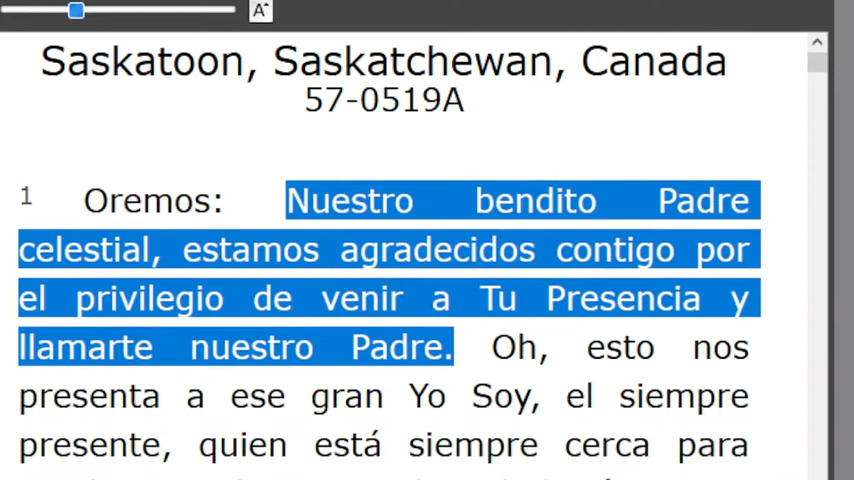 A
Saskatoon, Saskatchewan, Canada
57-0519A
1 Oremos: Nuestro bendito Padre
celestial, estamos agradecidos contigo por
el privilegio de venir a Tu Presencia y
llamarte nuestro Padre. Oh, esto nos
presenta a ese gran Yo Soy, el siempre
presente, quien está siempre cerca para